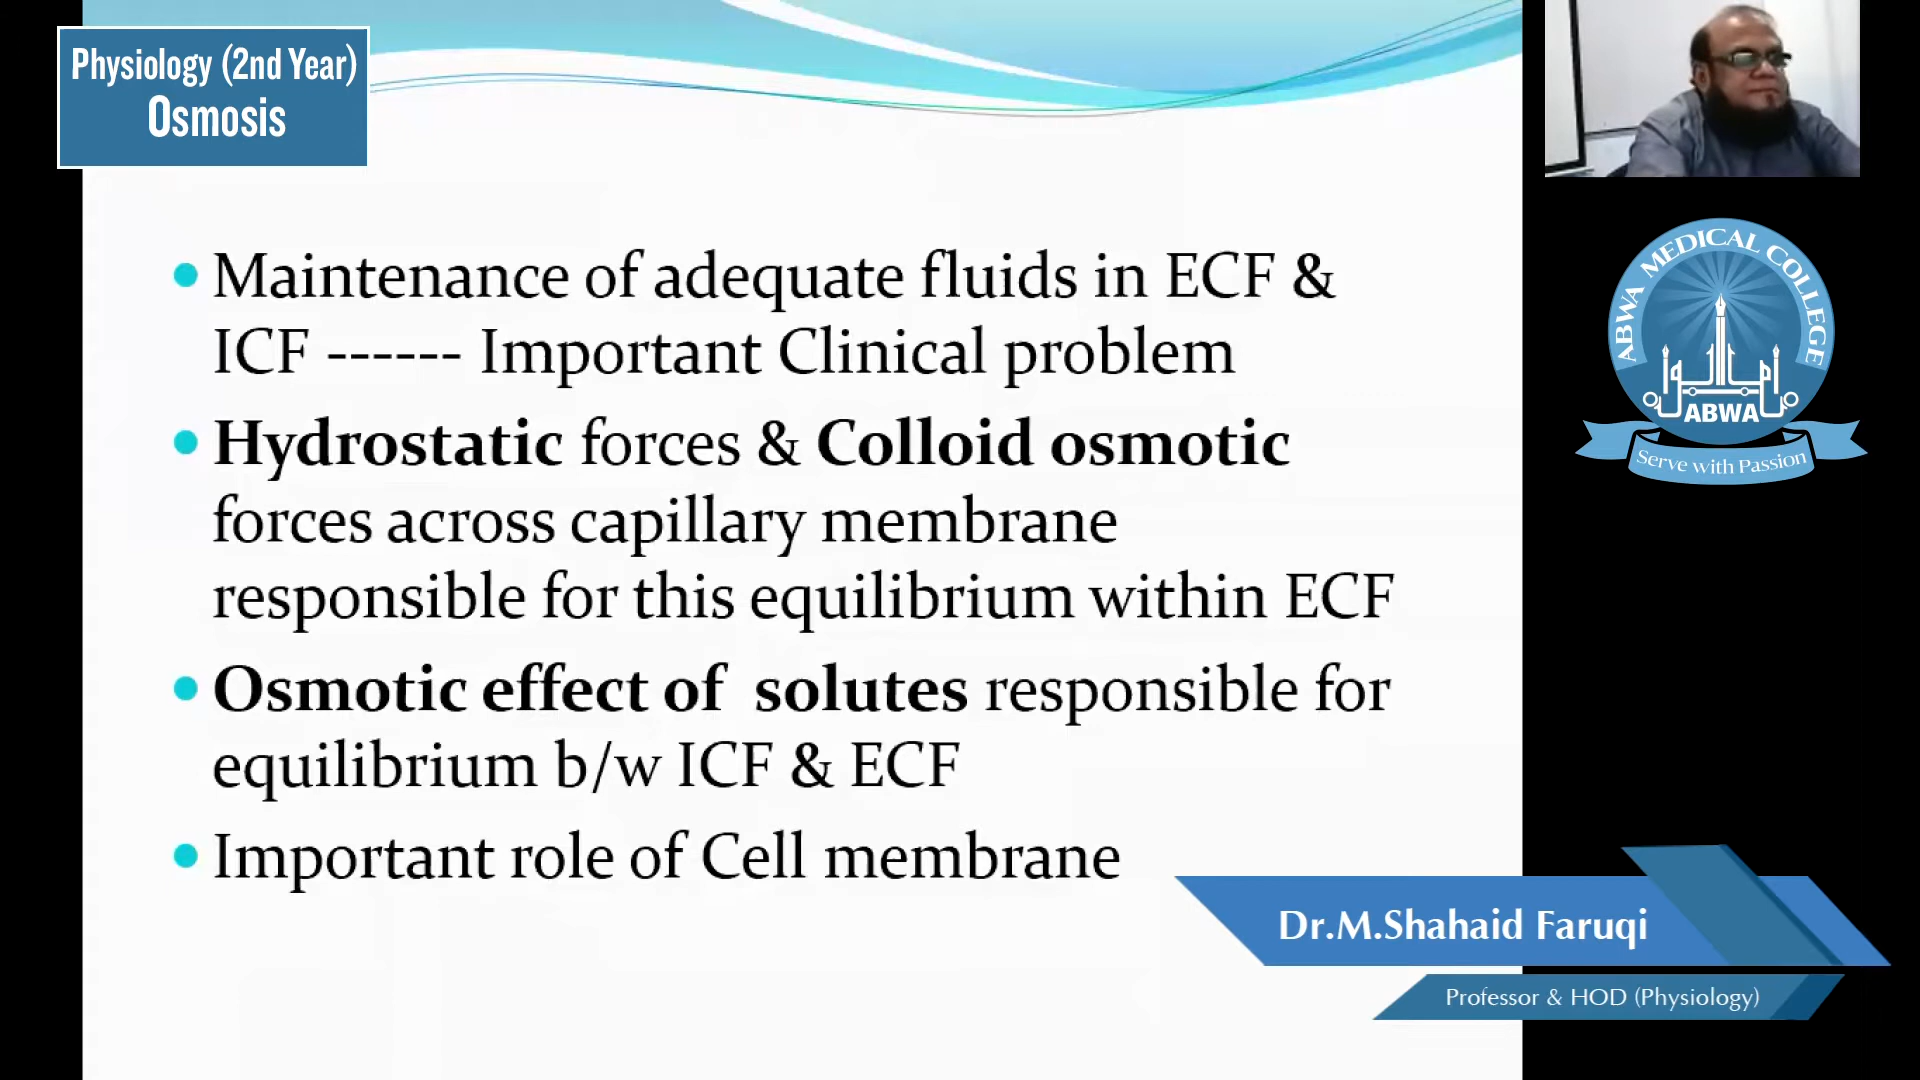 Physiology (2nd Year)
Osmosis
• Maintenance of adequate fluids in ECF &
ICF ------ Important Clinical problem
• Hydrostatic forces & Colloid osmotic
forces across capillary membrane
responsible for this equilibrium within ECF
• Osmotic effect of  solutes responsible for
equilibrium b/w ICF & ECF
• Important role of Cell membrane
ABWA MEDICAL COLLEGE
ABWA
Serve with Passion
Dr.M.Shahaid Faruqi
Professor & HOD (Physiology)